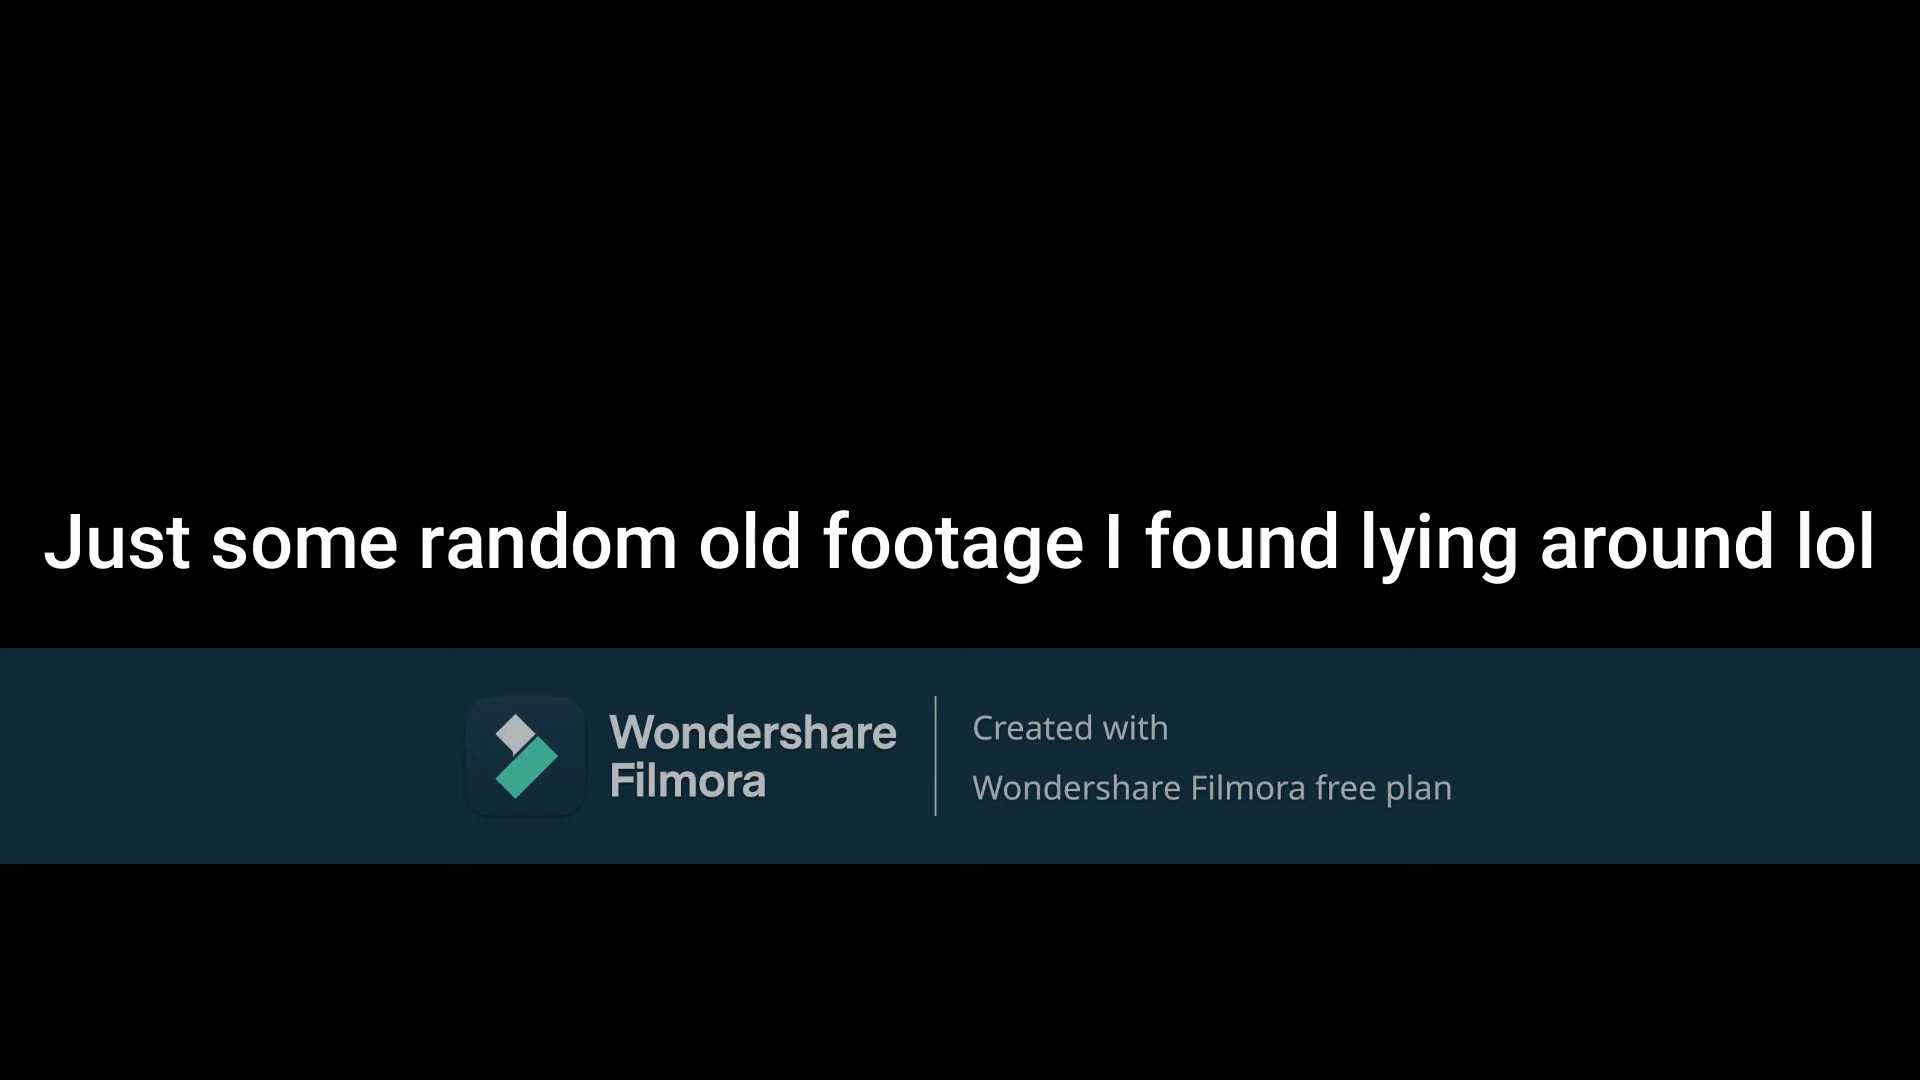 Just some random old footage I found lying around lol
Wondershare
Filmora
Created with
Wondershare Filmora free plan